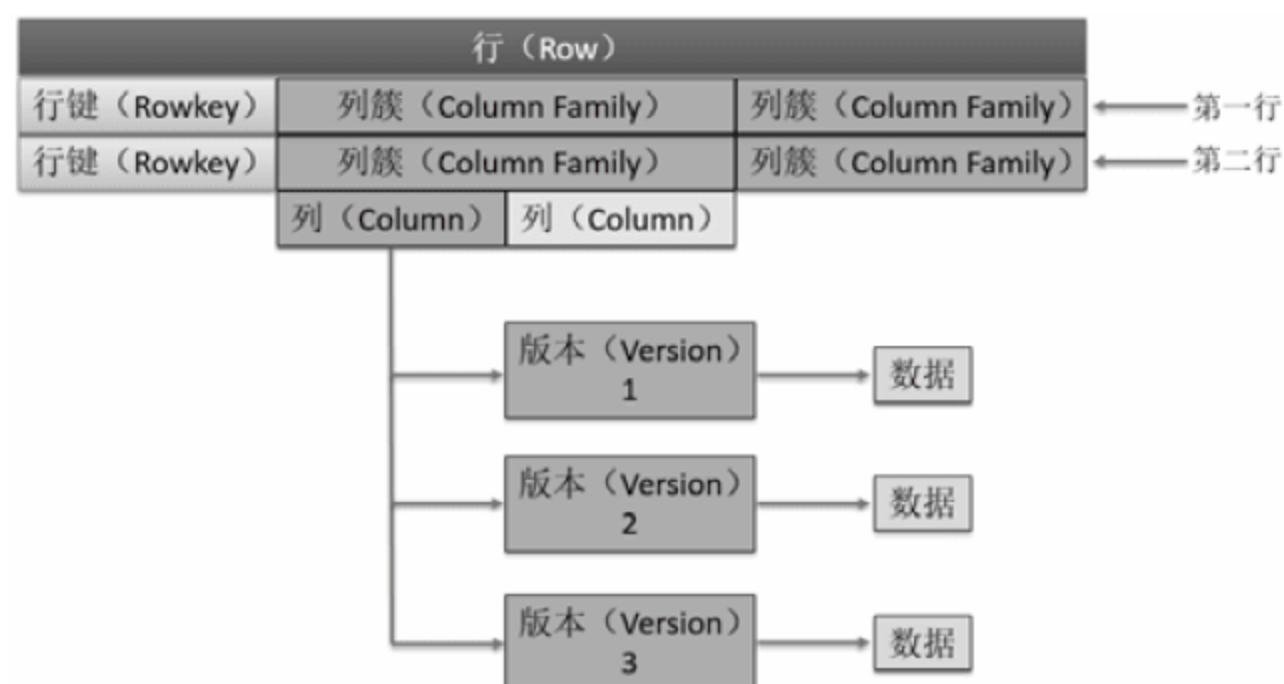 行（Row）
行键（Rowkey） 列簇（Column Family） 列簇（Column Family） 第一行
行键（Rowkey） 列簇（Column Family） 列簇（Column Family） 第二行
列（Column） 列（Column）
版本（Version）
1
数据
版本（Version）
2
数据
版本（Version）
3
数据